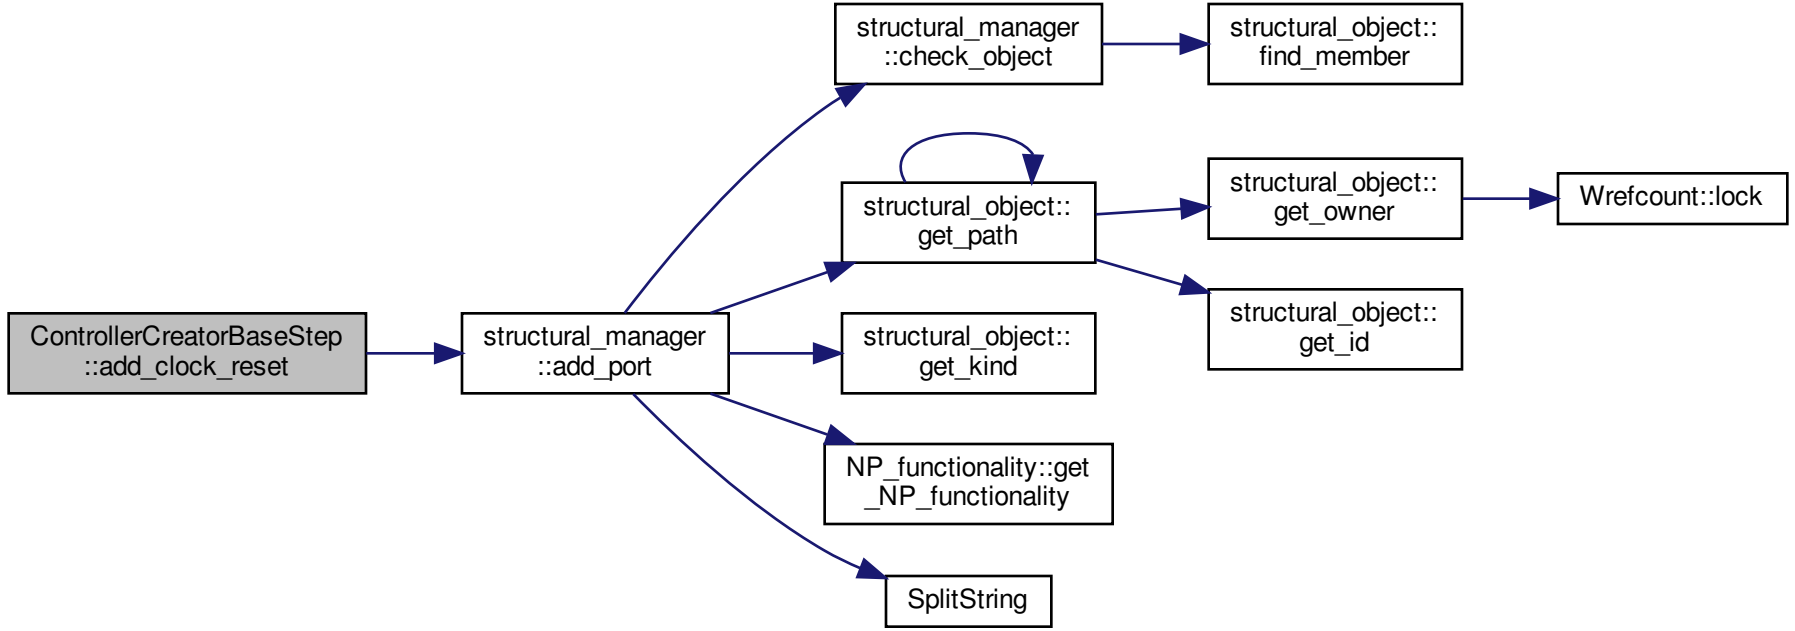 ControllerCreatorBaseStep
::add_clock_reset
structural_manager
::add_port
structural_manager
::check_object
structural_object::
find_member
structural_object::
get_path
structural_object::
get_owner
Wrefcount::lock
structural_object::
get_id
structural_object::
get_kind
NP_functionality::get
_NP_functionality
SplitString